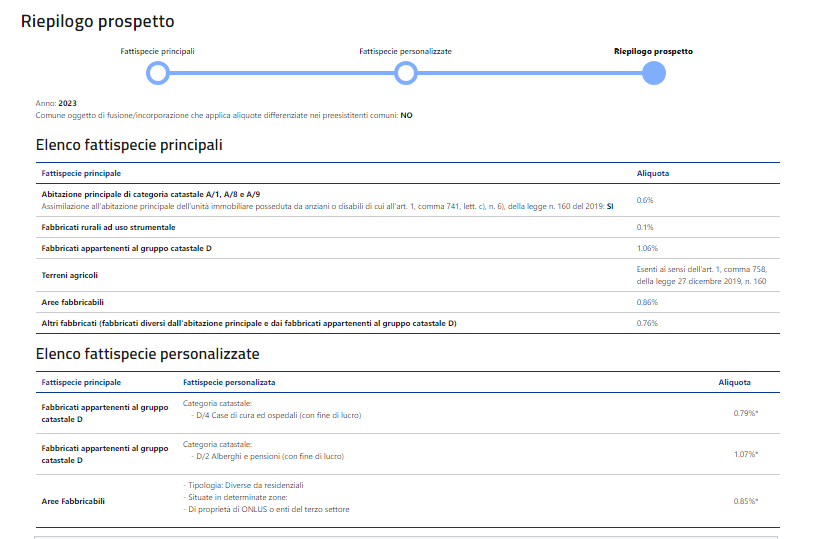 Riepilogo prospetto
Fattispecie principali
Fattispecie personalizzate
Riepilogo prospetto
Anno: 2023
Comune oggetto di fusione/incorporazione che applica aliquote differenziate nei preesistitenti comuni: NO
Elenco fattispecie principali
Fattispecie principale Aliquota
Abitazione principale di categoria catastale A/1, A/8 e A/9
Assimilazione all'abitazione principale dell'unità immobiliare posseduta da anziani o disabili di cui all'art. 1, comma 741, lett. c), n. 6), della legge n. 160 del 2019: SI
0.6%
Fabbricati rurali ad uso strumentale 0.1%
Fabbricati appartenenti al gruppo catastale D 1.06%
Terreni agricoli
Esenti ai sensi dell'art. 1, comma 758,
della legge 27 dicembre 2019, n. 160
Aree fabbricabili 0.86%
Altri fabbricati (fabbricati diversi dall'abitazione principale e dai fabbricati appartenenti al gruppo catastale D) 0.76%
Elenco fattispecie personalizzate
Fattispecie principale Fattispecie personalizzata Aliquota
Fabbricati appartenenti al gruppo
catastale D
Categoria catastale:
- D/4 Case di cura ed ospedali (con fine di lucro)
0.79%*
Fabbricati appartenenti al gruppo
catastale D
Categoria catastale:
- D/2 Alberghi e pensioni (con fine di lucro)
1.07%*
Aree Fabbricabili
- Tipologia: Diverse da residenziali
- Situate in determinate zone:
- Di proprietà di ONLUS o enti del terzo settore
0.85%*